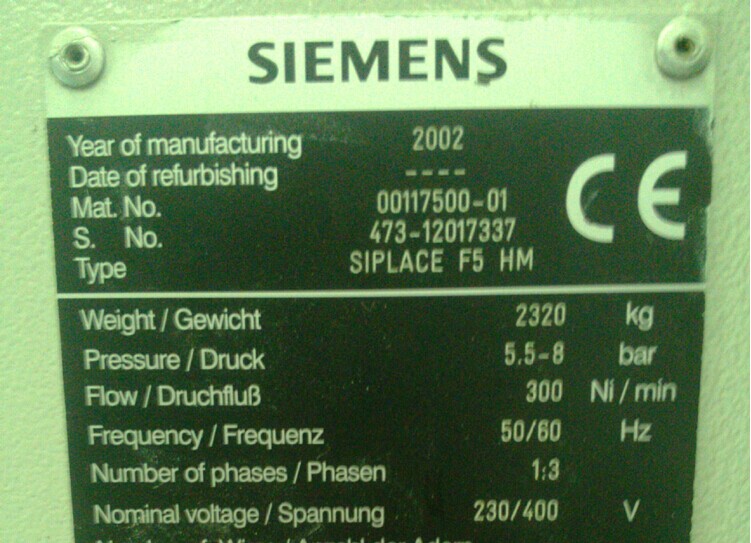 SIEMENS
Year of manufacturing 2002
Date of refurbishing ----
Mat. No. 00117500-01
S. No. 473-12017337
Type SIPLACE F5 HM
CE
Weight / Gewicht 2320 kg
Pressure / Druck 5.5-8 bar
Flow / Druchfluß 300 Ni / min
Frequency / Frequenz 50/60 Hz
Number of phases / Phasen 1:3
Nominal voltage / Spannung 230/400 V